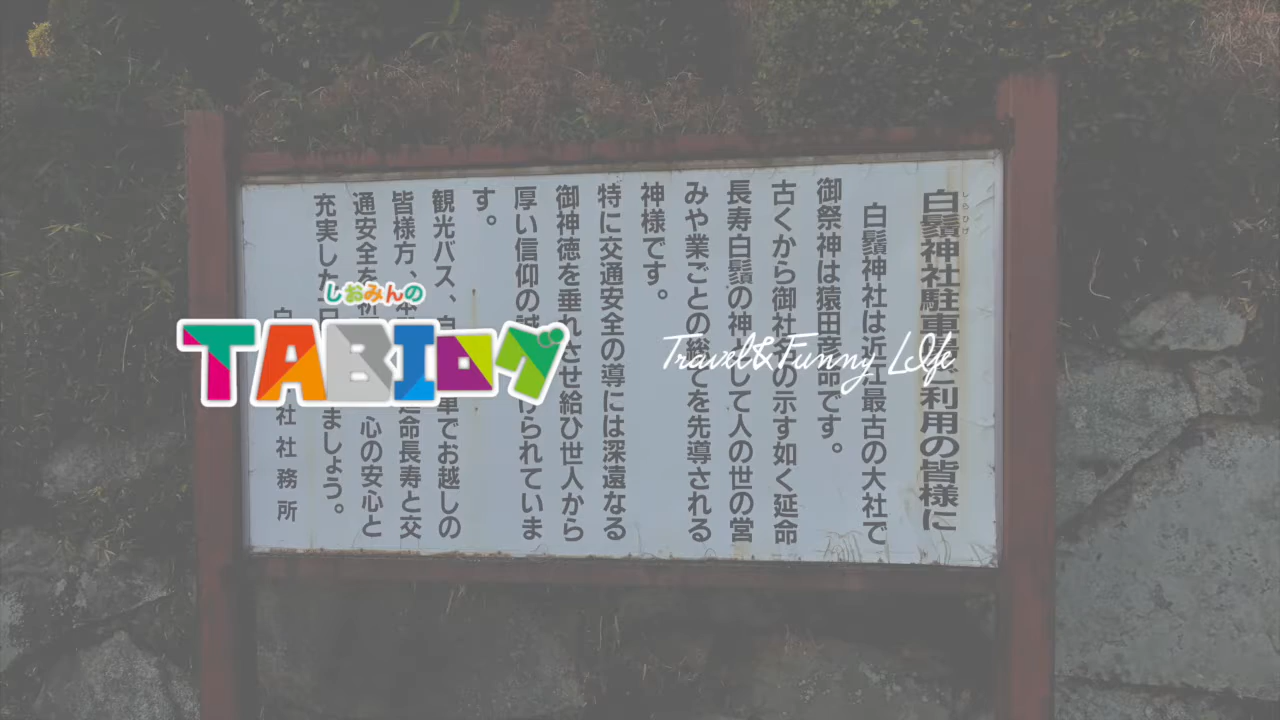 しらひげ
白鬚神社駐車場ご利用の皆様に
白鬚神社は近江最古の大社で
御祭神は猿田彦命です。
古くから御社名の示す如く延命
長寿白鬚の神として人の世の営
みや業ごとの総てを先導される
神様です。
特に交通安全の導には深遠なる
御神徳を垂れさせ給ひ世人から
厚い信仰の誠 げられていま
す。
観光バス、自 車でお越しの
皆様方、本 命長寿と交
通安全を祈 心の安心と
充実した一日 ましょう。
白 社社務所
しおみんの
TABIログ
Travel&Funny LIfe